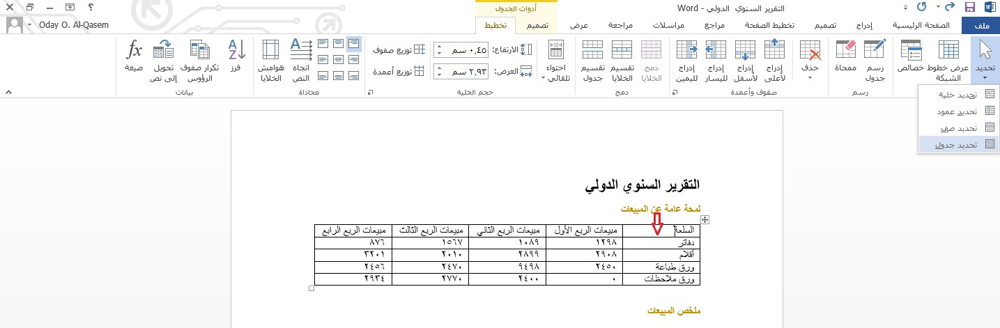 التقرير السنوي الدولي - Word
أدوات الجدول
ملف
الصفحة الرئيسية
إدراج
تصميم
تخطيط الصفحة
مراجع
مراسلات
مراجعة
عرض
تصميم
تخطيط
Oday O. Al-Qasem
تحديد
عرض خطوط الشبكة
خصائص
رسم جدول
ممحاة
حذف
إدراج لأعلى
إدراج لأسفل
إدراج لليسار
إدراج لليمين
دمج الخلايا
تقسيم الخلايا
تقسيم جدول
احتواء تلقائي
الارتفاع: ٠,٤٥ سم
العرض: ٢,٩٣ سم
توزيع صفوف
توزيع أعمدة
اتجاه النص
هوامش الخلايا
فرز
تكرار صفوف الرؤوس
تحويل إلى نص
صيغة
رسم
صفوف وأعمدة
دمج
حجم الخلية
محاذاة
بيانات
تحديد خلية
تحديد عمود
تحديد صف
تحديد جدول
التقرير السنوي الدولي
لمحة عامة عن المبيعات
السلعة مبيعات الربع الأول مبيعات الربع الثاني مبيعات الربع الثالث مبيعات الربع الرابع
دفاتر ١٢٩٨ ١٠٨٩ ١٥٦٧ ٨٧٦
أقلام ٢٩٠٨ ٢٨٩٩ ٢٠١٠ ٣٢٠١
ورق طباعة ٢٤٥٠ ٩٤٩٨ ٢٤٧٠ ٢٤٥٦
ورق ملاحظات ٠ ٢٤٠٠ ٢٧٧٠ ٢٩٣٤
ملخص المبيعات